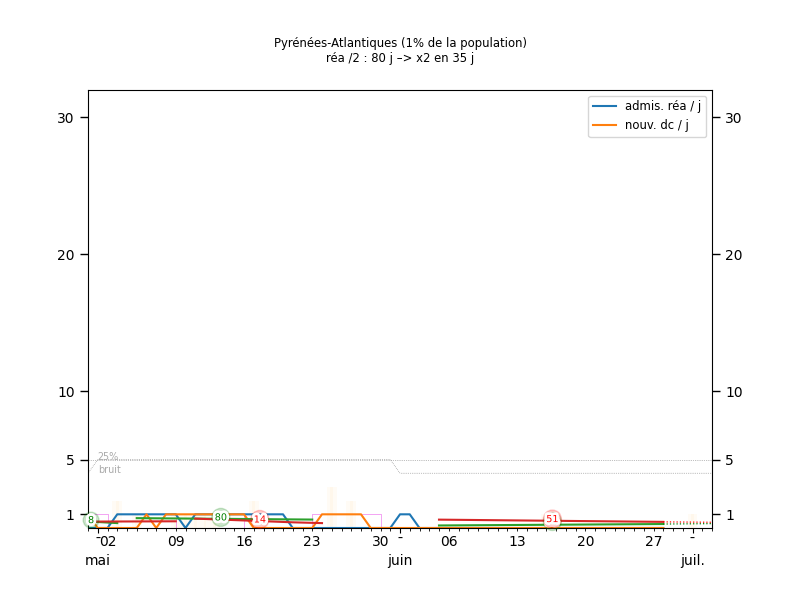 Pyrénées-Atlantiques (1% de la population)
réa /2 : 80 j –> x2 en 35 j
admis. réa / j
nouv. dc / j
30 30
20 20
10 10
5 5
1 1
25%
bruit
8 80 14 51
02 09 16 23 30 - 06 13 20 27 -
mai juin juil.